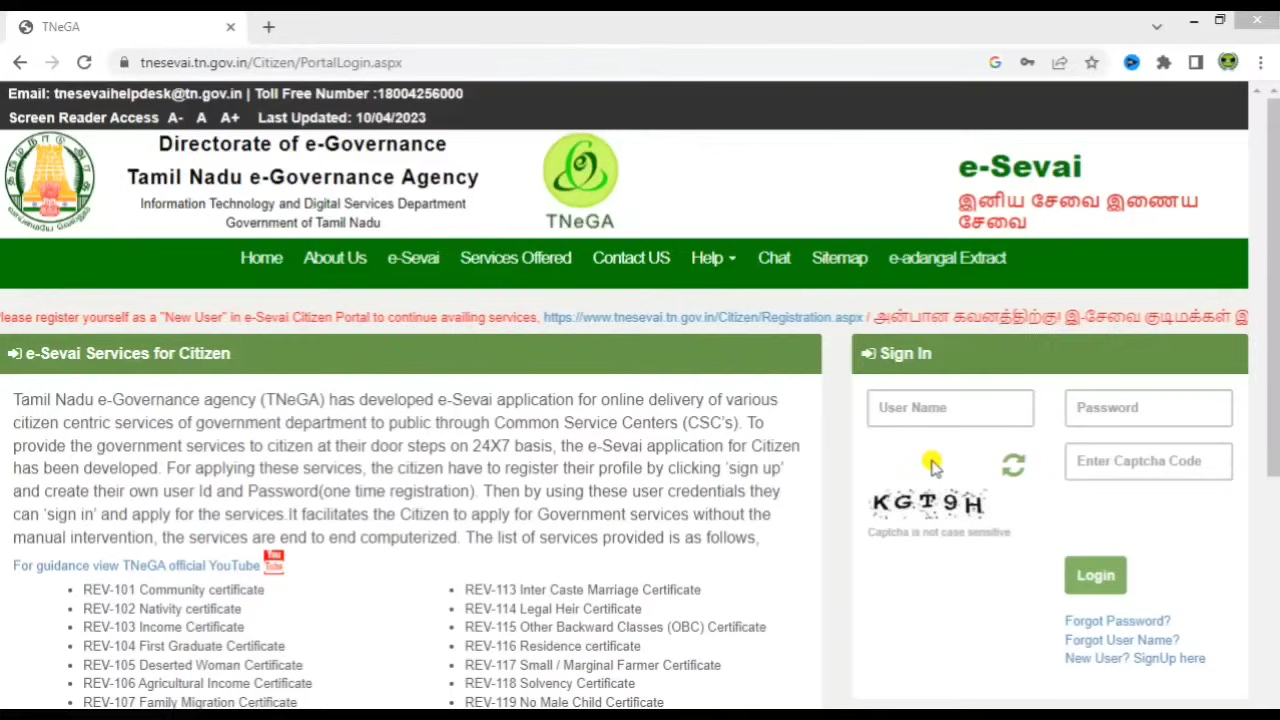 TNeGA
tnesevai.tn.gov.in/Citizen/PortalLogin.aspx
Email: tnesevaihelpdesk@tn.gov.in | Toll Free Number :18004256000
Screen Reader Access A- A A+ Last Updated: 10/04/2023
Directorate of e-Governance
Tamil Nadu e-Governance Agency
Information Technology and Digital Services Department
Government of Tamil Nadu
TNeGA
e-Sevai
இனிய சேவை இணைய
சேவை
Home About Us e-Sevai Services Offered Contact US Help Chat Sitemap e-adangal Extract
lease register yourself as a "New User" in e-Sevai Citizen Portal to continue availing services, https://www.tnesevai.tn.gov.in/Citizen/Registration.aspx / அன்பான கவனத்திற்கு! இ-சேவை குடிமக்கள் இ
e-Sevai Services for Citizen
Tamil Nadu e-Governance agency (TNeGA) has developed e-Sevai application for online delivery of various
citizen centric services of government department to public through Common Service Centers (CSC's). To
provide the government services to citizen at their door steps on 24X7 basis, the e-Sevai application for Citizen
has been developed. For applying these services, the citizen have to register their profile by clicking 'sign up'
and create their own user Id and Password(one time registration). Then by using these user credentials they
can 'sign in' and apply for the services.It facilitates the Citizen to apply for Government services without the
manual intervention, the services are end to end computerized. The list of services provided is as follows,
For guidance view TNeGA official YouTube You Tube
REV-101 Community certificate
REV-102 Nativity certificate
REV-103 Income Certificate
REV-104 First Graduate Certificate
REV-105 Deserted Woman Certificate
REV-106 Agricultural Income Certificate
REV-107 Family Migration Certificate
REV-113 Inter Caste Marriage Certificate
REV-114 Legal Heir Certificate
REV-115 Other Backward Classes (OBC) Certificate
REV-116 Residence certificate
REV-117 Small / Marginal Farmer Certificate
REV-118 Solvency Certificate
REV-119 No Male Child Certificate
Sign In
User Name Password
Enter Captcha Code
KGT9H
Captcha is not case sensitive
Login
Forgot Password?
Forgot User Name?
New User? SignUp here